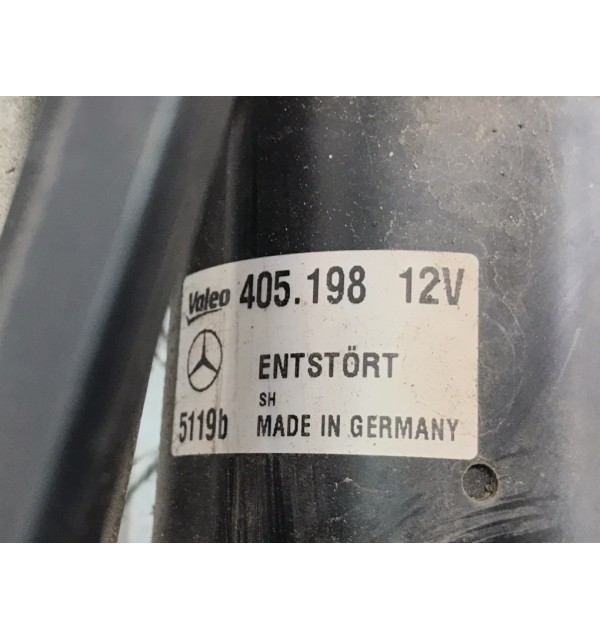 Valeo 405.198 12V
ENTSTÖRT
SH
5119b MADE IN GERMANY